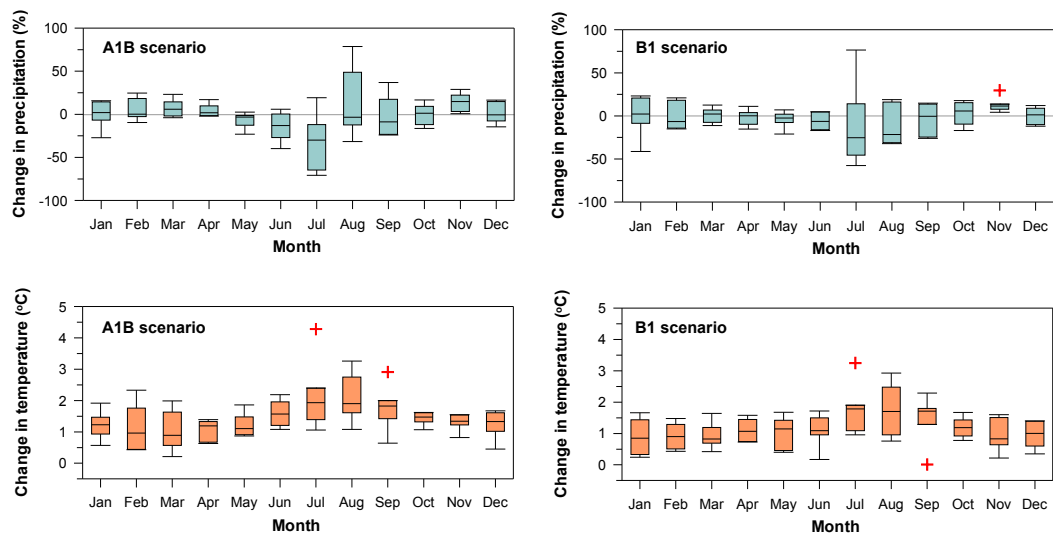 A1B scenario
Change in precipitation (%)
100
50
0
-50
-100
Jan Feb Mar Apr May Jun Jul Aug Sep Oct Nov Dec
Month
B1 scenario
Change in precipitation (%)
100
50
0
-50
-100
Jan Feb Mar Apr May Jun Jul Aug Sep Oct Nov Dec
Month
A1B scenario
Change in temperature (°C)
5
4
3
2
1
0
Jan Feb Mar Apr May Jun Jul Aug Sep Oct Nov Dec
Month
B1 scenario
Change in temperature (°C)
5
4
3
2
1
0
Jan Feb Mar Apr May Jun Jul Aug Sep Oct Nov Dec
Month